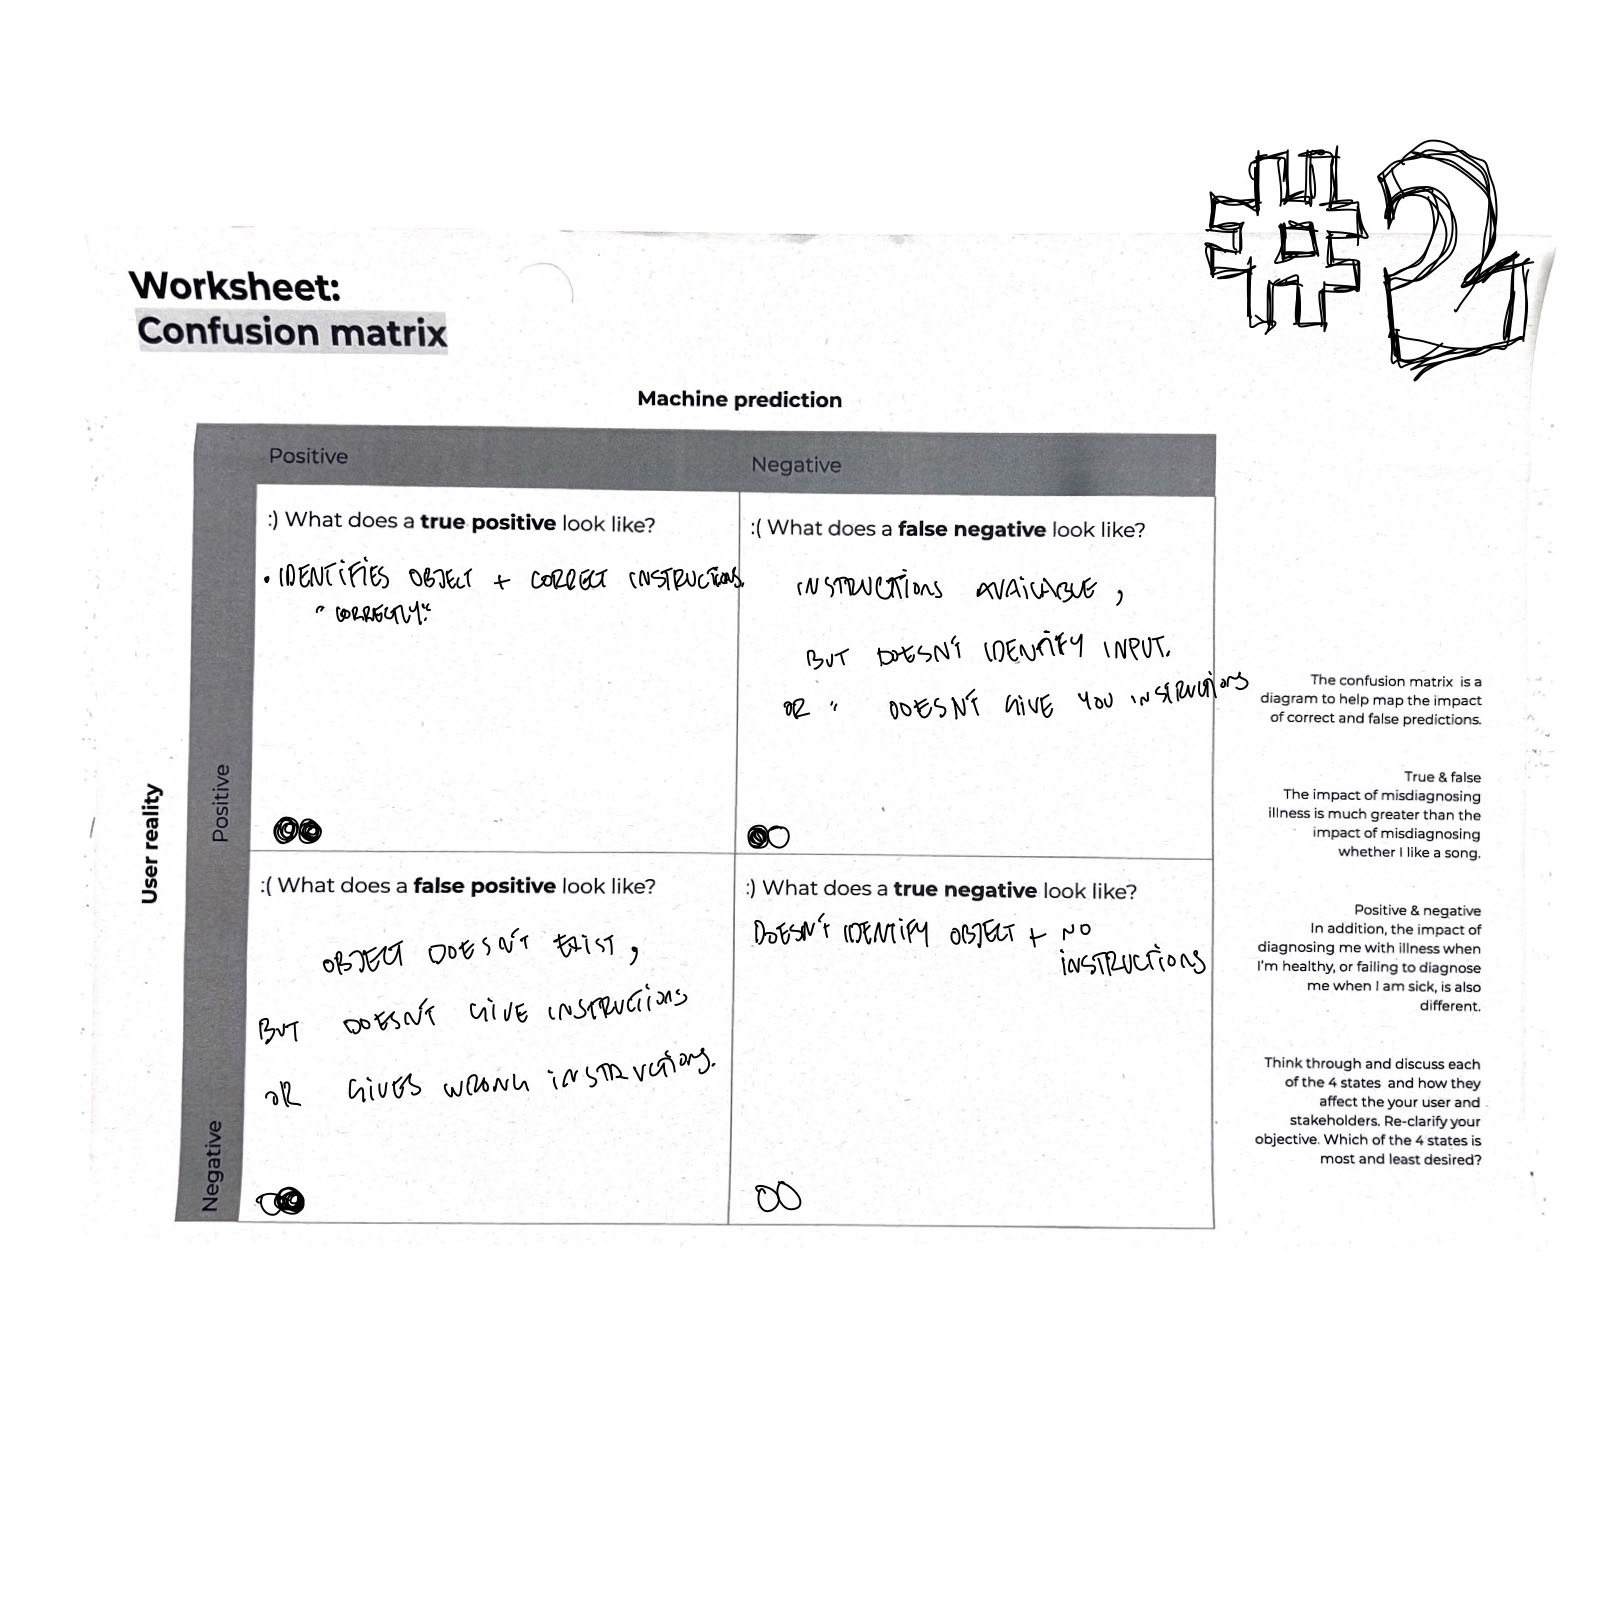 #2
Worksheet:
Confusion matrix
Machine prediction
Positive
Negative
User reality
Positive
Negative
:) What does a true positive look like?
• IDENTIFIES OBJECT + CORRECT INSTRUCTIONS.
" CORRECTLY."
:( What does a false negative look like?
INSTRUCTIONS AVAILABLE,
BUT DOESN'T IDENTIFY INPUT.
OR " DOESN'T GIVE YOU INSTRUCTIONS
:( What does a false positive look like?
OBJECT DOESN'T EXIST,
BUT DOESN'T GIVE INSTRUCTIONS
OR GIVES WRONG INSTRUCTIONS.
:) What does a true negative look like?
DOESN'T IDENTIFY OBJECT + NO
INSTRUCTIONS
The confusion matrix is a
diagram to help map the impact
of correct and false predictions.
True & false
The impact of misdiagnosing
illness is much greater than the
impact of misdiagnosing
whether I like a song.
Positive & negative
In addition, the impact of
diagnosing me with illness when
I'm healthy, or failing to diagnose
me when I am sick, is also
different.
Think through and discuss each
of the 4 states and how they
affect the your user and
stakeholders. Re-clarify your
objective. Which of the 4 states is
most and least desired?